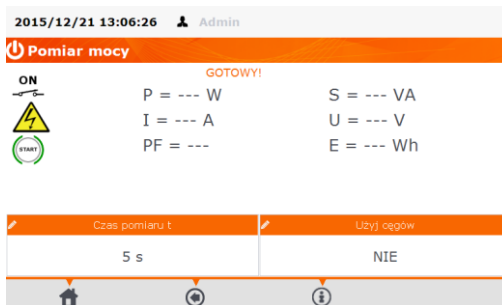 2015/12/21 13:06:26 Admin
Pomiar mocy
GOTOWY!
ON
P = --- W S = --- VA
I = --- A U = --- V
START
PF = --- E = --- Wh
Czas pomiaru t Użyj cęgów
5 s NIE